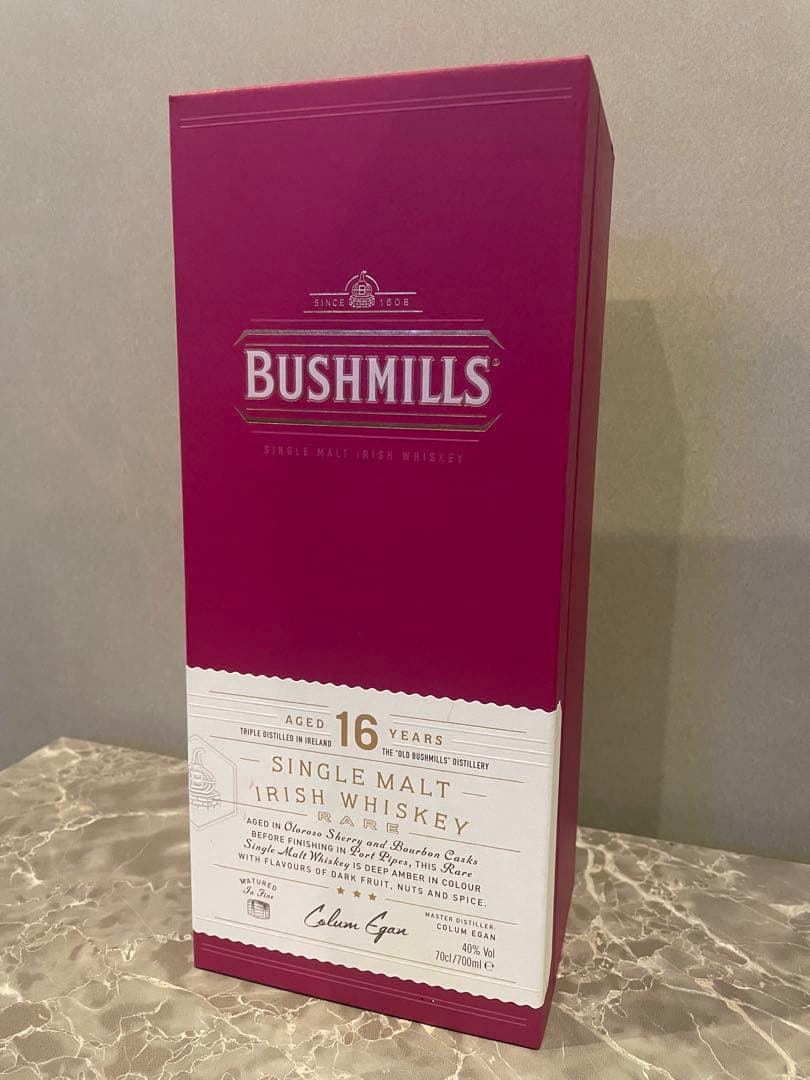 SINCE 1608
BUSHMILLS®
SINGLE MALT IRISH WHISKEY
AGED 16 YEARS
TRIPLE DISTILLED IN IRELAND THE "OLD BUSHMILLS" DISTILLERY
SINGLE MALT
IRISH WHISKEY
RARE
AGED IN Oloroso Sherry and Bourbon Casks
BEFORE FINISHING IN Port Pipes, THIS Rare
Single Malt Whiskey IS DEEP AMBER IN COLOUR
WITH FLAVOURS OF DARK FRUIT, NUTS AND SPICE.
MATURED
In Fine
Colum Egan
MASTER DISTILLER:
COLUM EGAN
40% Vol
70cl/700ml ℮